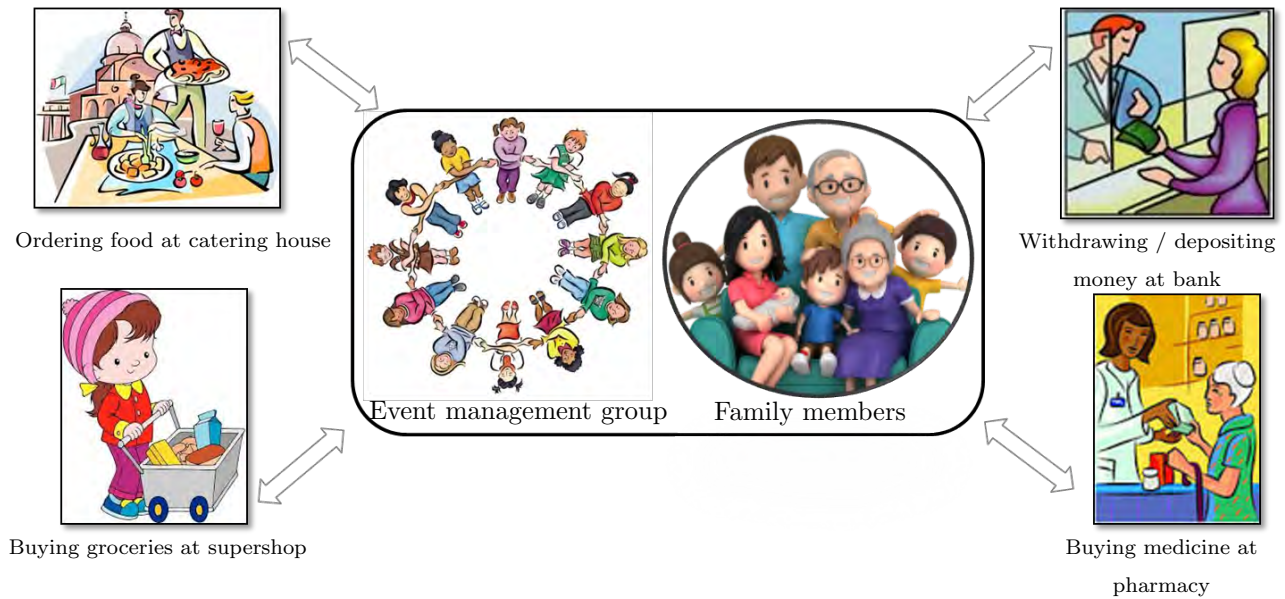 Ordering food at catering house
Withdrawing / depositing
money at bank
Event management group
Family members
Buying groceries at supershop
Buying medicine at
pharmacy